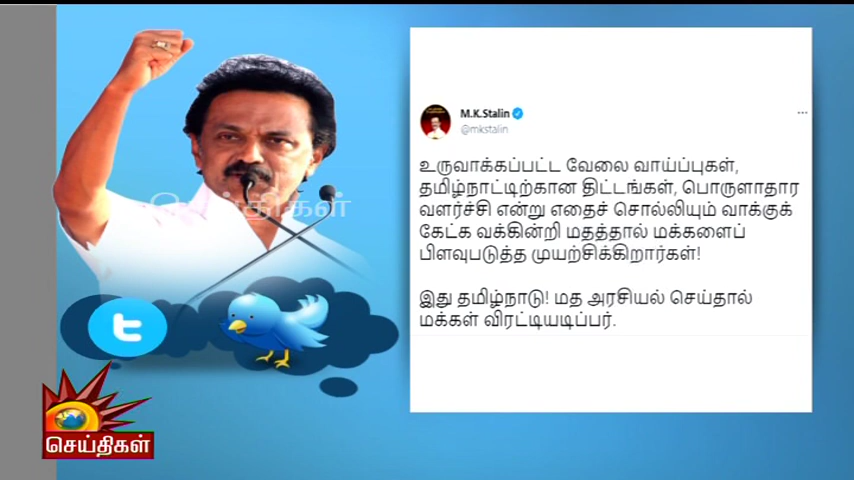 M.K.Stalin
@mkstalin
உருவாக்கப்பட்ட வேலை வாய்ப்புகள்,
தமிழ்நாட்டிற்கான திட்டங்கள், பொருளாதார
வளர்ச்சி என்று எதைச் சொல்லியும் வாக்குக்
கேட்க வக்கின்றி மதத்தால் மக்களைப்
பிளவுபடுத்த முயற்சிக்கிறார்கள்!
இது தமிழ்நாடு! மத அரசியல் செய்தால்
மக்கள் விரட்டியடிப்பர்.
செய்திகள்
செய்திகள்